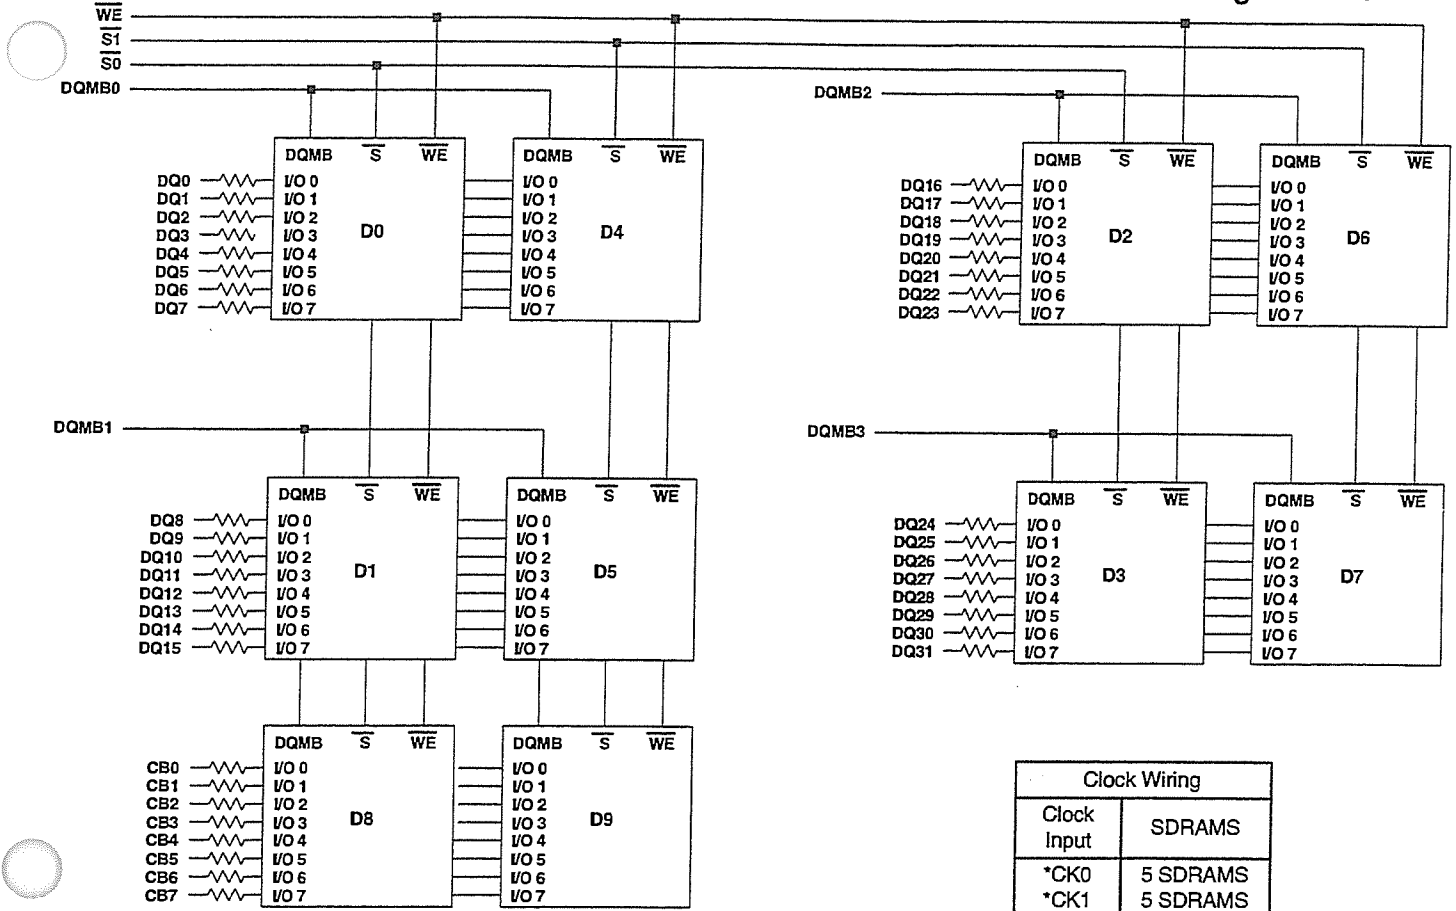 WE
S1
S0
DQMB0
DQMB S WE
DQ0 I/O 0
DQ1 I/O 1
DQ2 I/O 2
DQ3 I/O 3
DQ4 I/O 4
DQ5 I/O 5
DQ6 I/O 6
DQ7 I/O 7
D0
DQMB S WE
I/O 0
I/O 1
I/O 2
I/O 3
I/O 4
I/O 5
I/O 6
I/O 7
D4
DQMB2
DQMB S WE
DQ16 I/O 0
DQ17 I/O 1
DQ18 I/O 2
DQ19 I/O 3
DQ20 I/O 4
DQ21 I/O 5
DQ22 I/O 6
DQ23 I/O 7
D2
DQMB S WE
I/O 0
I/O 1
I/O 2
I/O 3
I/O 4
I/O 5
I/O 6
I/O 7
D6
DQMB1
DQMB S WE
DQ8 I/O 0
DQ9 I/O 1
DQ10 I/O 2
DQ11 I/O 3
DQ12 I/O 4
DQ13 I/O 5
DQ14 I/O 6
DQ15 I/O 7
D1
DQMB S WE
I/O 0
I/O 1
I/O 2
I/O 3
I/O 4
I/O 5
I/O 6
I/O 7
D5
DQMB3
DQMB S WE
DQ24 I/O 0
DQ25 I/O 1
DQ26 I/O 2
DQ27 I/O 3
DQ28 I/O 4
DQ29 I/O 5
DQ30 I/O 6
DQ31 I/O 7
D3
DQMB S WE
I/O 0
I/O 1
I/O 2
I/O 3
I/O 4
I/O 5
I/O 6
I/O 7
D7
DQMB S WE
CB0 I/O 0
CB1 I/O 1
CB2 I/O 2
CB3 I/O 3
CB4 I/O 4
CB5 I/O 5
CB6 I/O 6
CB7 I/O 7
D8
DQMB S WE
I/O 0
I/O 1
I/O 2
I/O 3
I/O 4
I/O 5
I/O 6
I/O 7
D9
Clock Wiring
Clock
Input
SDRAMS
*CK0 5 SDRAMS
*CK1 5 SDRAMS